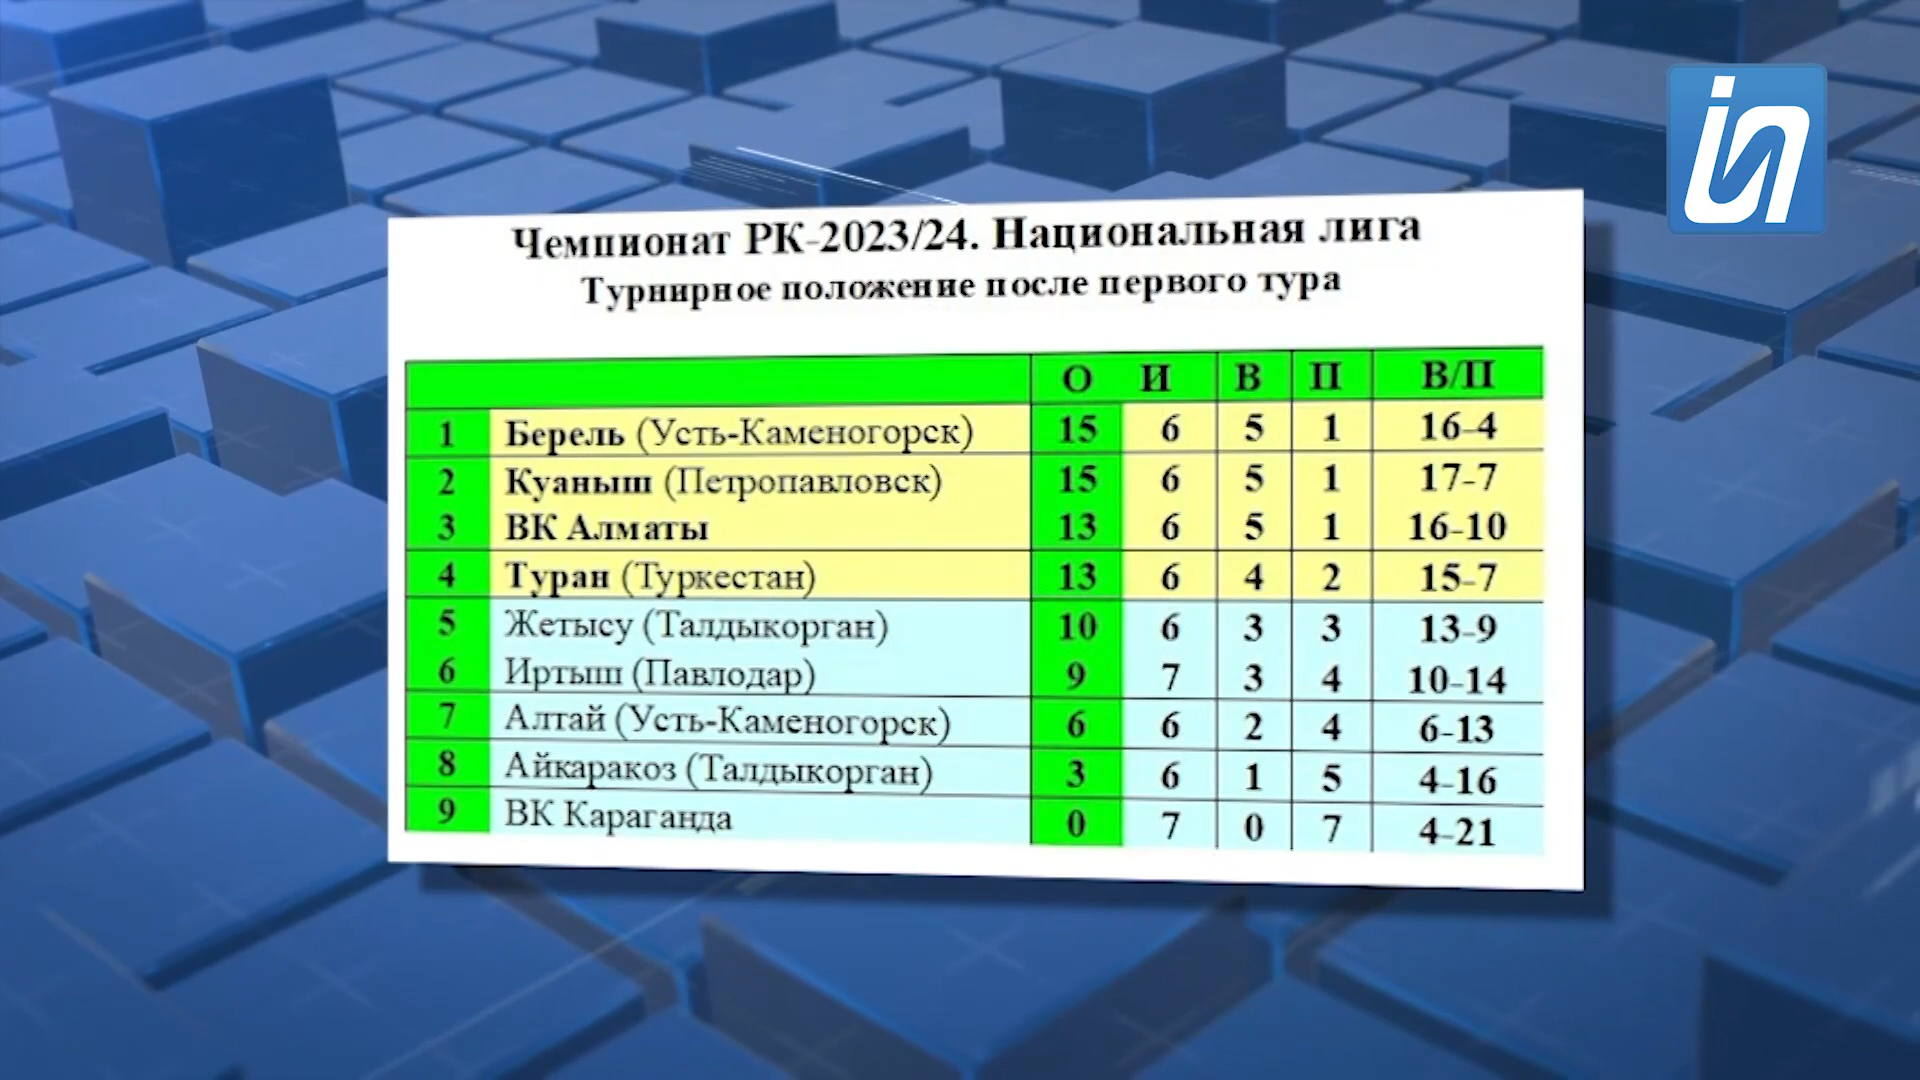 Чемпионат РК-2023/24. Национальная лига
Турнирное положение после первого тура
О И В П В/П
1 Берель (Усть-Каменогорск) 15 6 5 1 16-4
2 Куаныш (Петропавловск) 15 6 5 1 17-7
3 ВК Алматы 13 6 5 1 16-10
4 Туран (Туркестан) 13 6 4 2 15-7
5 Жетысу (Талдыкорган) 10 6 3 3 13-9
6 Иртыш (Павлодар) 9 7 3 4 10-14
7 Алтай (Усть-Каменогорск) 6 6 2 4 6-13
8 Айкаракоз (Талдыкорган) 3 6 1 5 4-16
9 ВК Караганда 0 7 0 7 4-21